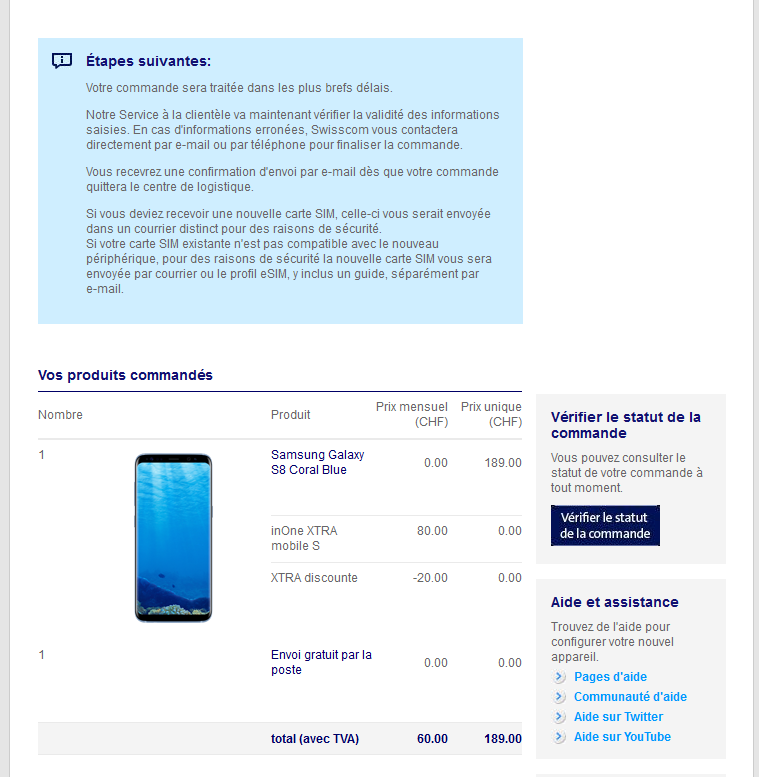 Étapes suivantes:
Votre commande sera traitée dans les plus brefs délais.
Notre Service à la clientèle va maintenant vérifier la validité des informations
saisies. En cas d'informations erronées, Swisscom vous contactera
directement par e-mail ou par téléphone pour finaliser la commande.
Vous recevrez une confirmation d'envoi par e-mail dès que votre commande
quittera le centre de logistique.
Si vous deviez recevoir une nouvelle carte SIM, celle-ci vous serait envoyée
dans un courrier distinct pour des raisons de sécurité.
Si votre carte SIM existante n'est pas compatible avec le nouveau
périphérique, pour des raisons de sécurité la nouvelle carte SIM vous sera
envoyée par courrier ou le profil eSIM, y inclus un guide, séparément par
e-mail.
Vos produits commandés
Nombre Produit Prix mensuel (CHF) Prix unique (CHF)
1 Samsung Galaxy
S8 Coral Blue 0.00 189.00
inOne XTRA
mobile S 80.00 0.00
XTRA discounte -20.00 0.00
1 Envoi gratuit par la
poste 0.00 0.00
total (avec TVA) 60.00 189.00
Vérifier le statut de la
commande
Vous pouvez consulter le
statut de votre commande à
tout moment.
Vérifier le statut
de la commande
Aide et assistance
Trouvez de l'aide pour
configurer votre nouvel
appareil.
Pages d'aide
Communauté d'aide
Aide sur Twitter
Aide sur YouTube